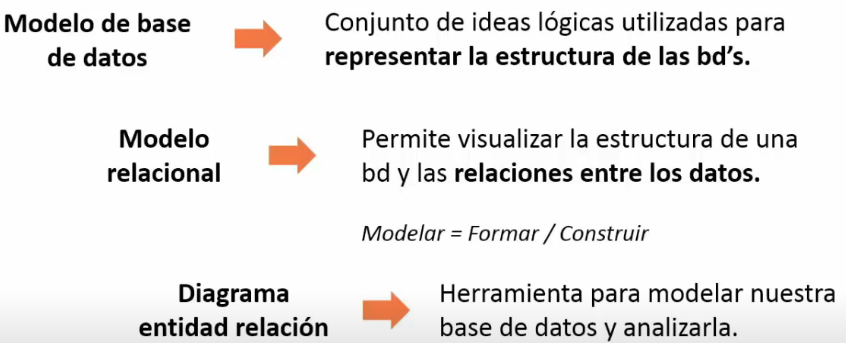 Modelo de base
de datos
Conjunto de ideas lógicas utilizadas para
representar la estructura de las bd’s.
Modelo
relacional
Permite visualizar la estructura de una
bd y las relaciones entre los datos.
Modelar = Formar / Construir
Diagrama
entidad relación
Herramienta para modelar nuestra
base de datos y analizarla.